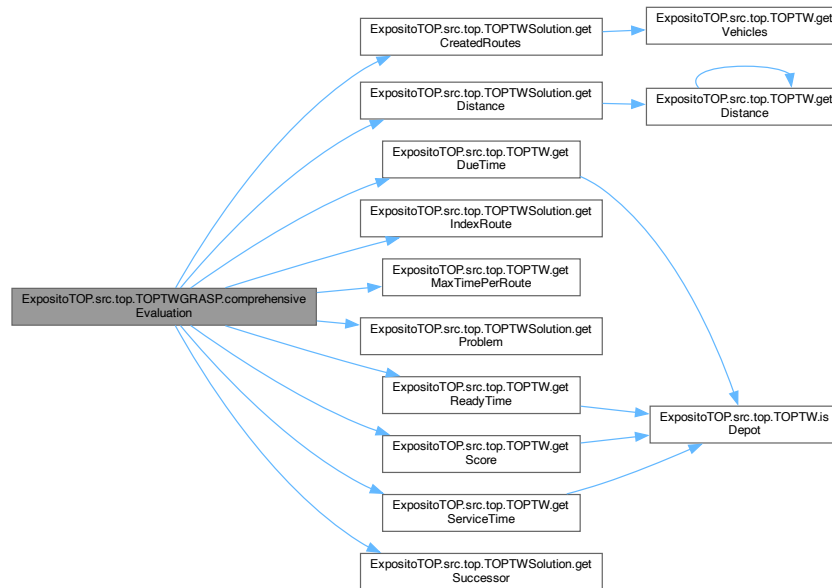 ExpositoTOP.src.top.TOPTWGRASP.comprehensive
Evaluation
ExpositoTOP.src.top.TOPTWSolution.get
CreatedRoutes
ExpositoTOP.src.top.TOPTWSolution.get
Distance
ExpositoTOP.src.top.TOPTW.get
DueTime
ExpositoTOP.src.top.TOPTWSolution.get
IndexRoute
ExpositoTOP.src.top.TOPTW.get
MaxTimePerRoute
ExpositoTOP.src.top.TOPTWSolution.get
Problem
ExpositoTOP.src.top.TOPTW.get
ReadyTime
ExpositoTOP.src.top.TOPTW.get
Score
ExpositoTOP.src.top.TOPTW.get
ServiceTime
ExpositoTOP.src.top.TOPTWSolution.get
Successor
ExpositoTOP.src.top.TOPTW.get
Vehicles
ExpositoTOP.src.top.TOPTW.get
Distance
ExpositoTOP.src.top.TOPTW.is
Depot